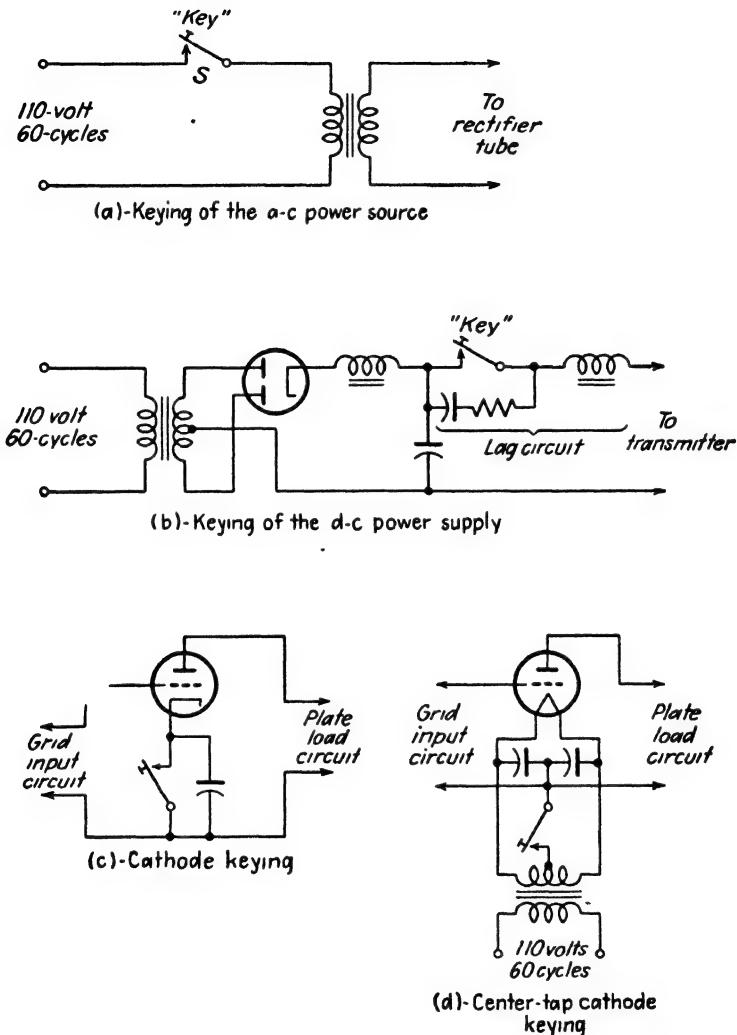 "Key"
S
110-volt
60-cycles
To
rectifier
tube
(a)-Keying of the a-c power source
"Key"
110 volt
60-cycles
Lag circuit
To
transmitter
(b)-Keying of the d-c power supply
Grid
input
circuit
Plate
load
circuit
(c)-Cathode keying
Grid
input
circuit
Plate
load
circuit
110 volts
60 cycles
(d)-Center-tap cathode
keying